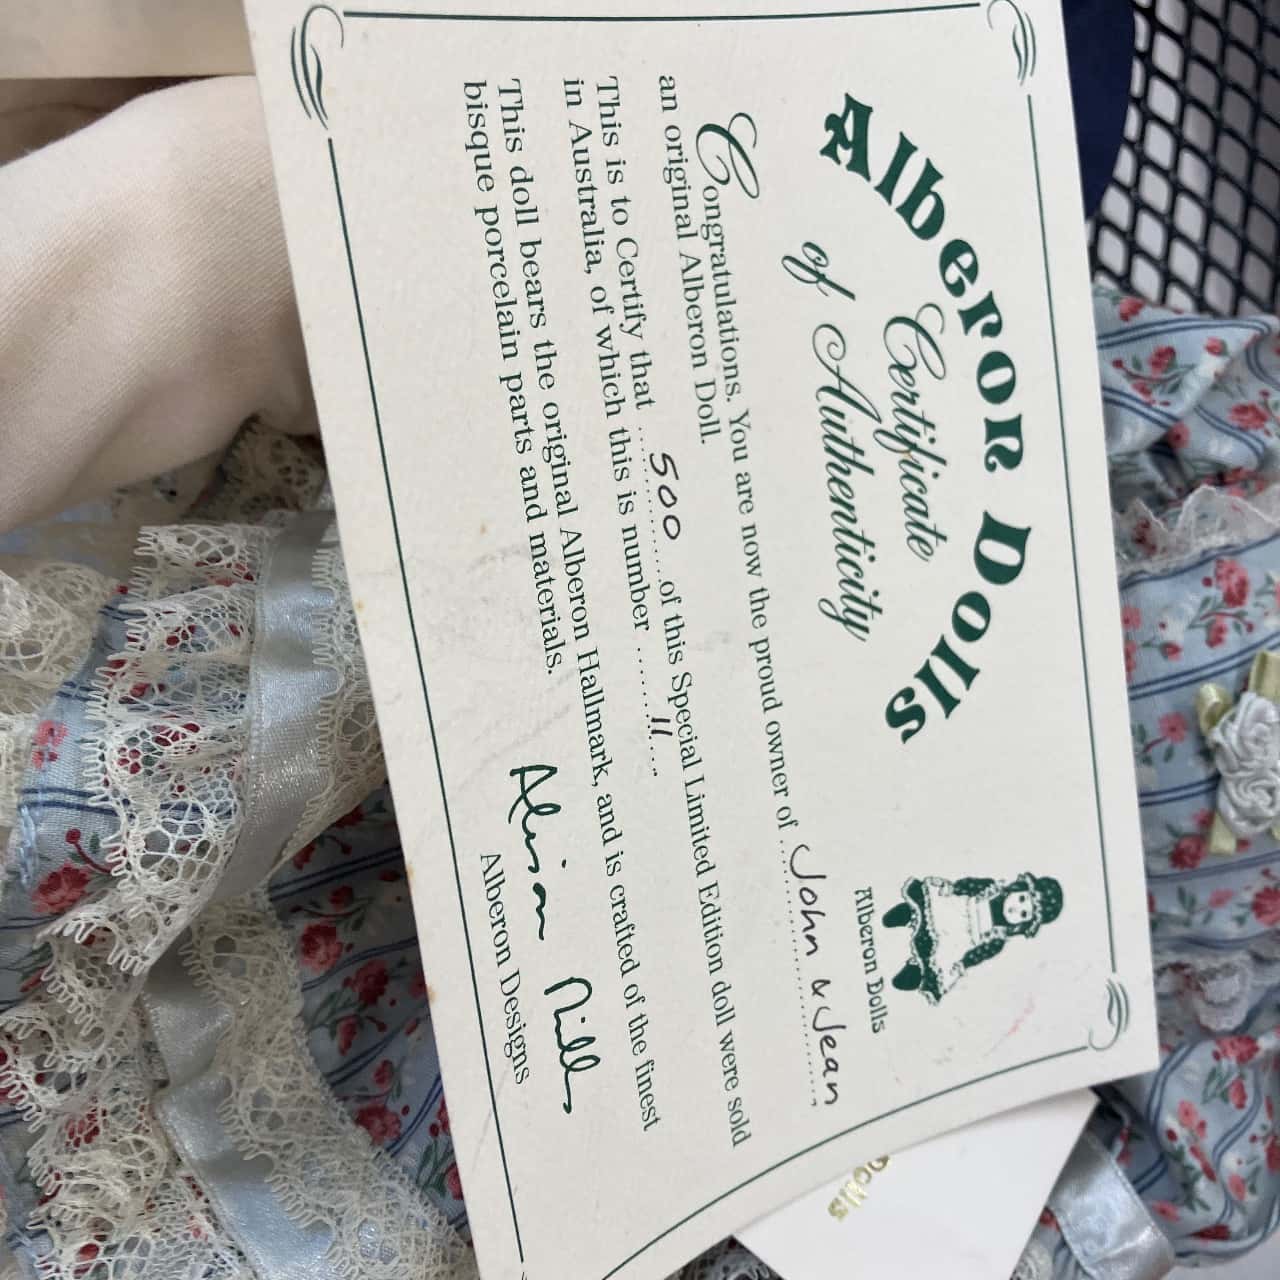 Alberon Dolls
Certificate
of Authenticity
Alberon Dolls
Congratulations. You are now the proud owner of John & Jean
an original Alberon Doll.
This is to Certify that ..........500.......... of this Special Limited Edition doll were sold
in Australia, of which this is number ..........11......
This doll bears the original Alberon Hallmark, and is crafted of the finest
bisque porcelain parts and materials.
Alison Mills
Alberon Designs
Dolls